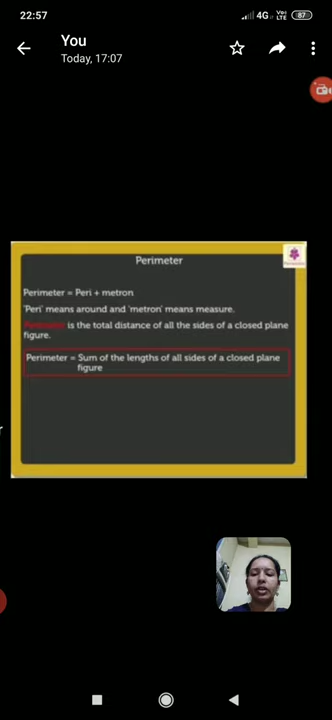 22:57
4G
Vo)
LTE
87
You
Today, 17:07
Perimeter
Perimeter = Peri + metron
'Peri' means around and 'metron' means measure.
Perimeter is the total distance of all the sides of a closed plane
figure.
Perimeter = Sum of the lengths of all sides of a closed plane
figure